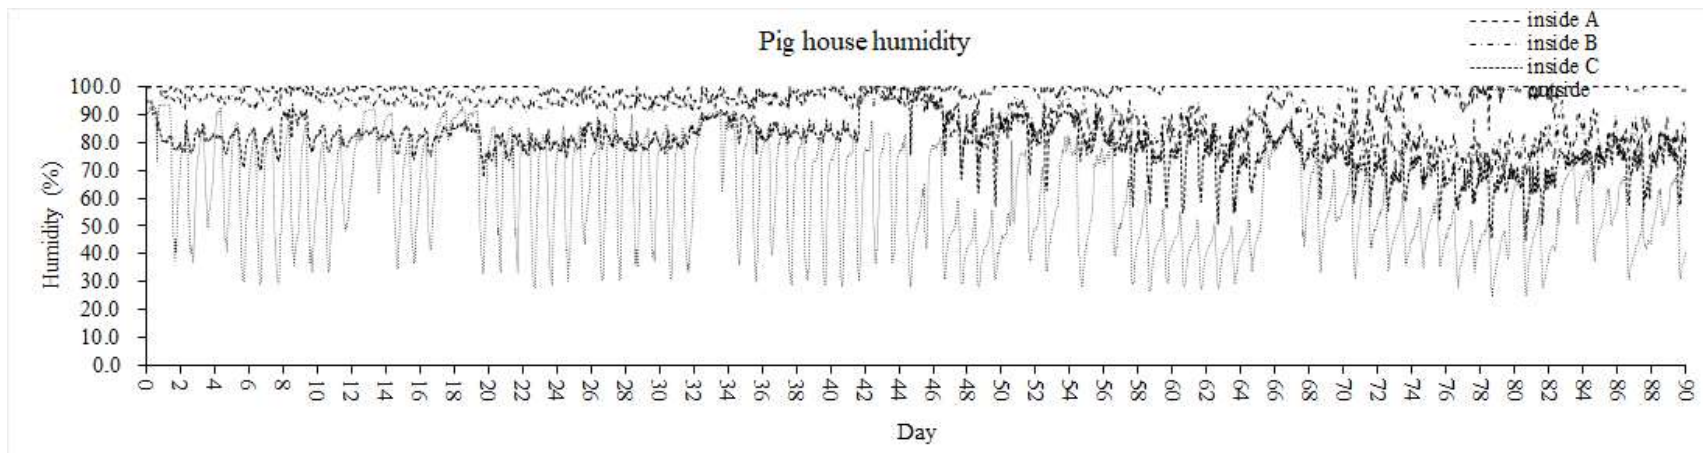 Pig house humidity
inside A
inside B
inside C
outside
Humidity (%)
100.0
90.0
80.0
70.0
60.0
50.0
40.0
30.0
20.0
10.0
0.0
0 2 4 6 8 10 12 14 16 18 20 22 24 26 28 30 32 34 36 38 40 42 44 46 48 50 52 54 56 58 60 62 64 66 68 70 72 74 76 78 80 82 84 86 88 90
Day